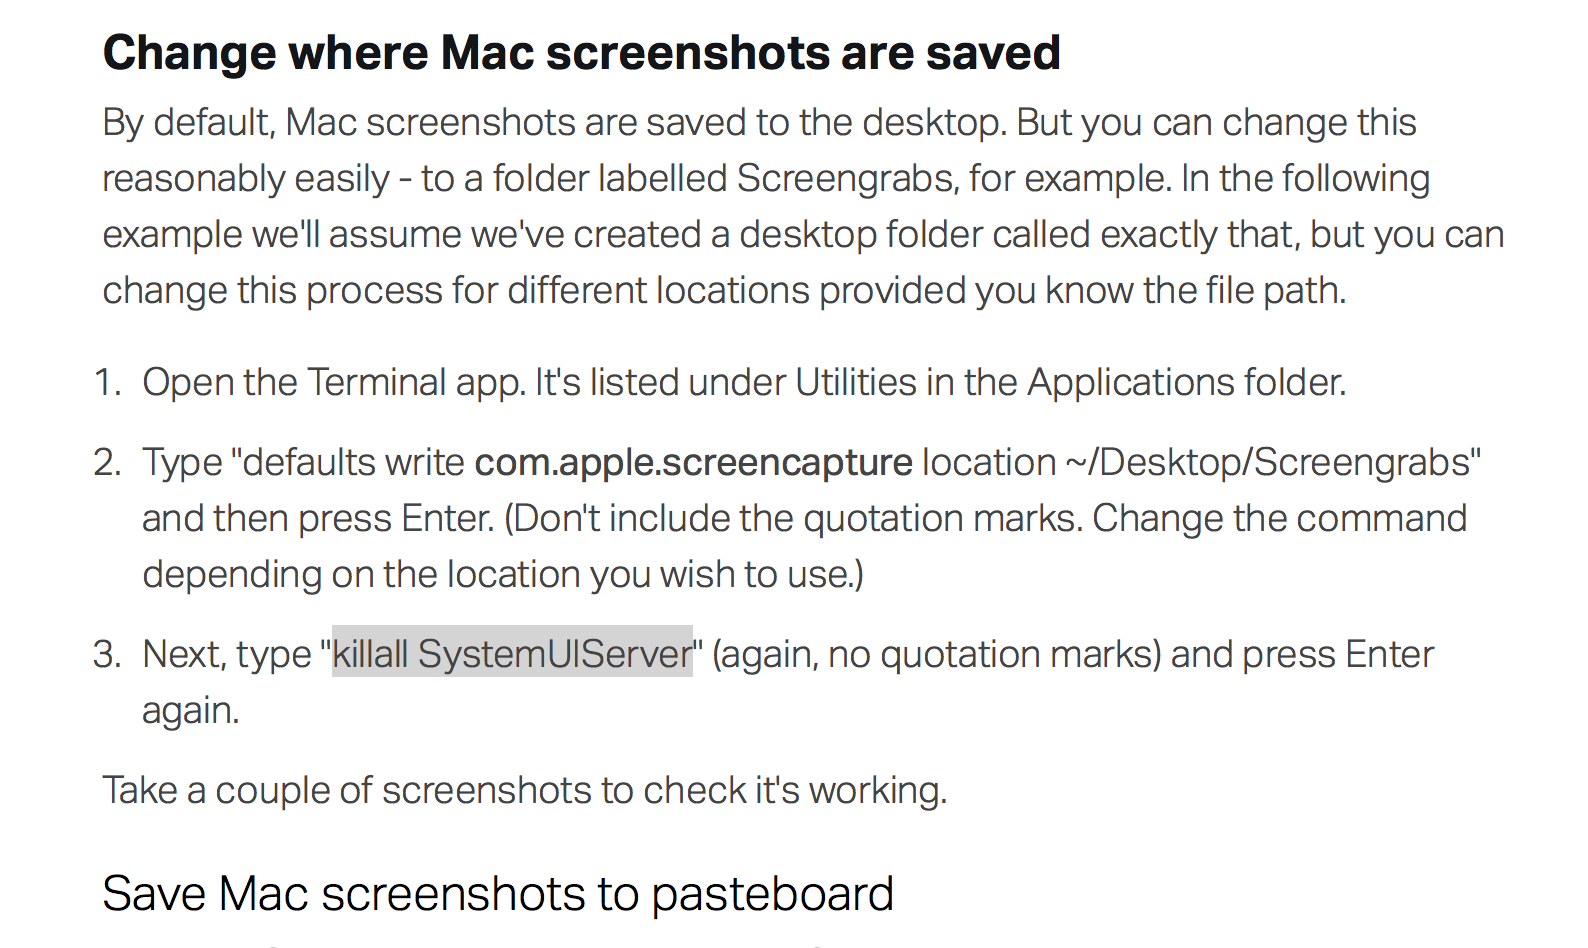 Change where Mac screenshots are saved
By default, Mac screenshots are saved to the desktop. But you can change this
reasonably easily - to a folder labelled Screengrabs, for example. In the following
example we'll assume we've created a desktop folder called exactly that, but you can
change this process for different locations provided you know the file path.
1. Open the Terminal app. It's listed under Utilities in the Applications folder.
2. Type "defaults write com.apple.screencapture location ~/Desktop/Screengrabs"
and then press Enter. (Don't include the quotation marks. Change the command
depending on the location you wish to use.)
3. Next, type "killall SystemUIServer" (again, no quotation marks) and press Enter
again.
Take a couple of screenshots to check it's working.
Save Mac screenshots to pasteboard